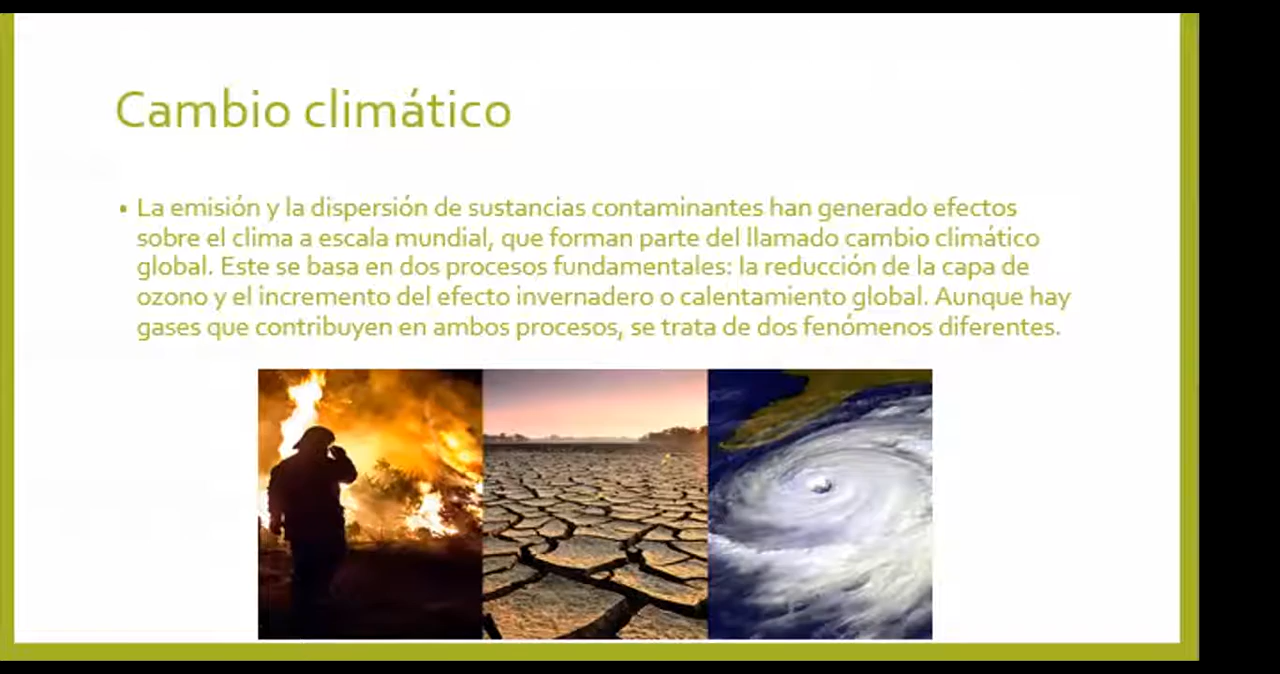 Cambio climático
▪ La emisión y la dispersión de sustancias contaminantes han generado efectos
sobre el clima a escala mundial, que forman parte del llamado cambio climático
global. Este se basa en dos procesos fundamentales: la reducción de la capa de
ozono y el incremento del efecto invernadero o calentamiento global. Aunque hay
gases que contribuyen en ambos procesos, se trata de dos fenómenos diferentes.